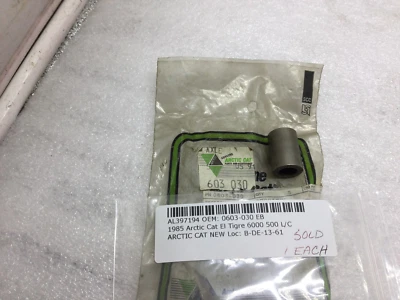 AXLE
ARCTIC CAT
603 030
AL397194 OEM: 0603-030 EB
1985 Arctic Cat El Tigre 6000 500 L/C
ARCTIC CAT NEW Loc: B-DE-13-61
SOLD
1 EACH